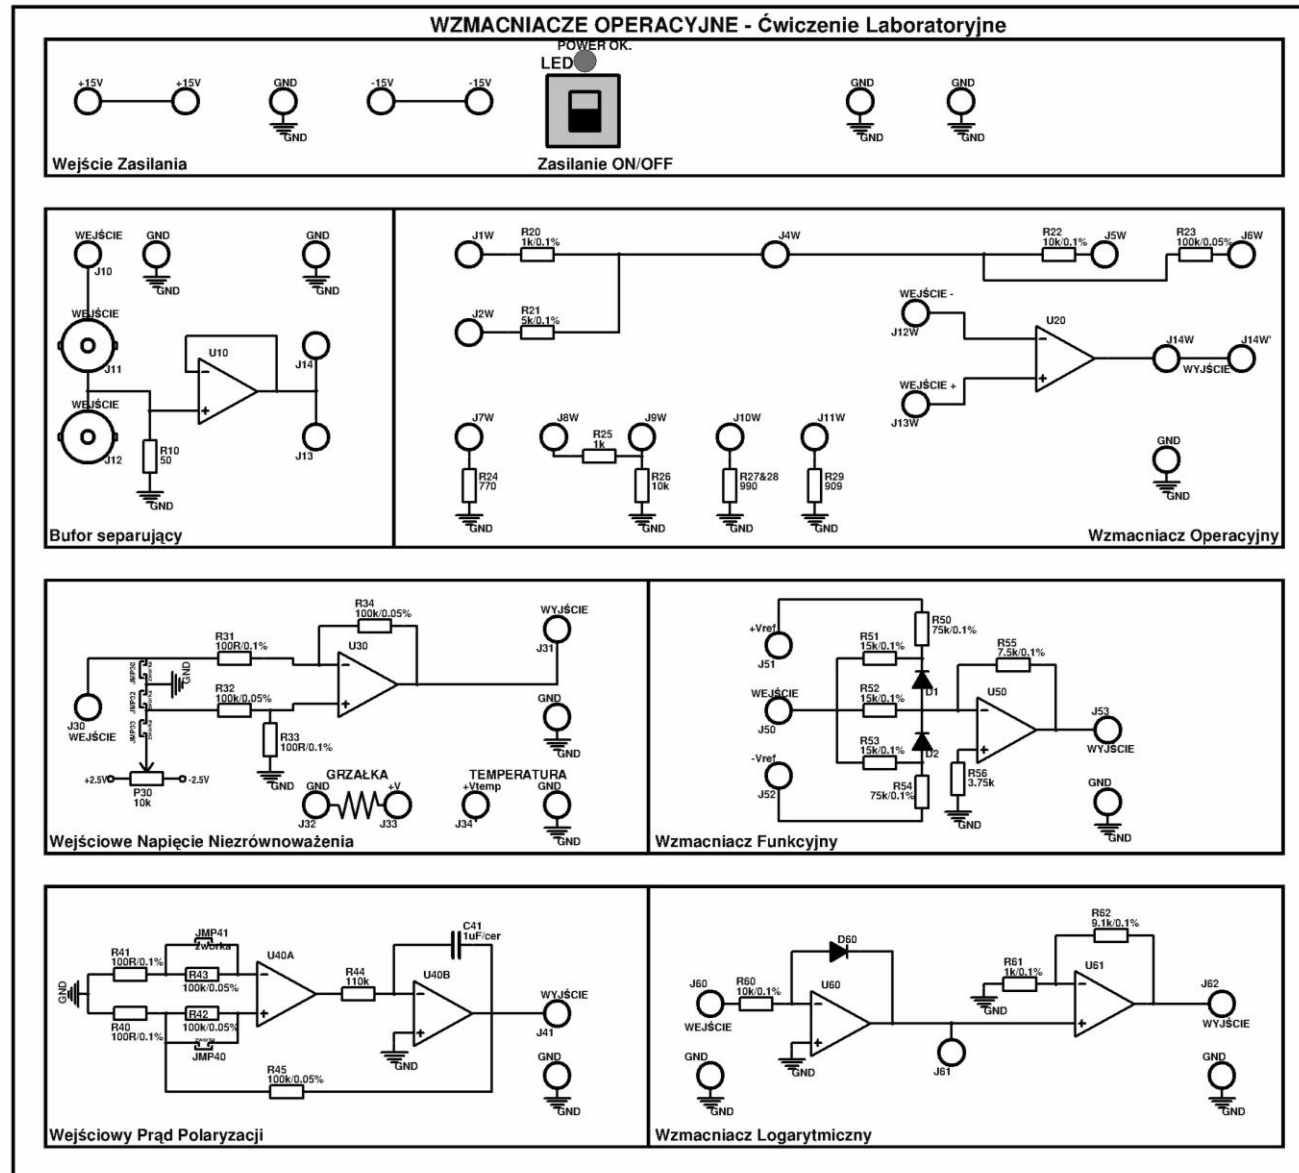 WZMACNIACZE OPERACYJNE - Ćwiczenie Laboratoryjne
POWER OK.
LED
+15V
+15V
GND
GND
-15V
-15V
GND
GND
GND
GND
Wejście Zasilania
Zasilanie ON/OFF
WEJŚCIE
J10
GND
GND
GND
GND
WEJŚCIE
J11
U10
J14
WEJŚCIE
J12
R10
50
GND
J13
Bufor separujący
J1W
R20
1k/0.1%
J4W
R22
10k/0.1%
J5W
R23
100k/0.05%
J6W
J2W
R21
5k/0.1%
WEJŚCIE -
J12W
U20
J14W
J14W'
WYJŚCIE
WEJŚCIE +
J13W
J7W
R24
770
GND
J8W
R25
1k
J9W
R26
10k
GND
J10W
R27&28
990
GND
J11W
R29
909
GND
GND
GND
Wzmacniacz Operacyjny
R34
100k/0.05%
WYJŚCIE
J31
R31
100R/0.1%
U30
JMP30
GND
R32
100k/0.05%
JMP32
J30
WEJŚCIE
JMP33
R33
100R/0.1%
GND
GND
GND
+2.5V
-2.5V
P30
10k
GRZAŁKA
GND
+V
J32
J33
TEMPERATURA
+Vtemp
J34
GND
GND
Wejściowe Napięcie Niezrównoważenia
+Vref
J51
R50
75k/0.1%
R51
15k/0.1%
R55
7.5k/0.1%
D1
WEJŚCIE
J50
R52
15k/0.1%
U50
J53
WYJŚCIE
R53
15k/0.1%
D2
-Vref
J52
R54
75k/0.1%
R56
3.75k
GND
GND
GND
Wzmacniacz Funkcyjny
JMP41
zworka
C41
1uF/cer
R41
100R/0.1%
R43
100k/0.05%
U40A
R44
110k
U40B
GND
WYJŚCIE
J41
R40
100R/0.1%
R42
100k/0.05%
zworka
JMP40
GND
R45
100k/0.05%
GND
GND
Wejściowy Prąd Polaryzacji
R62
9.1k/0.1%
D60
J60
WEJŚCIE
R60
10k/0.1%
U60
R61
1k/0.1%
U61
GND
J62
WYJŚCIE
GND
J61
GND
GND
GND
GND
Wzmacniacz Logarytmiczny